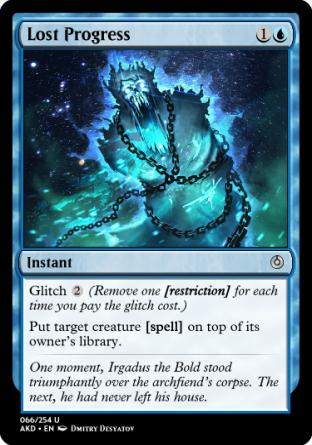 Lost Progress 1
Instant
Glitch 2 (Remove one [restriction] for each
time you pay the glitch cost.)
Put target creature [spell] on top of its
owner's library.
One moment, Irgadus the Bold stood
triumphantly over the archfiend's corpse. The
next, he had never left his house.
066/254 U
AKD • EN Dmitry Desyatov